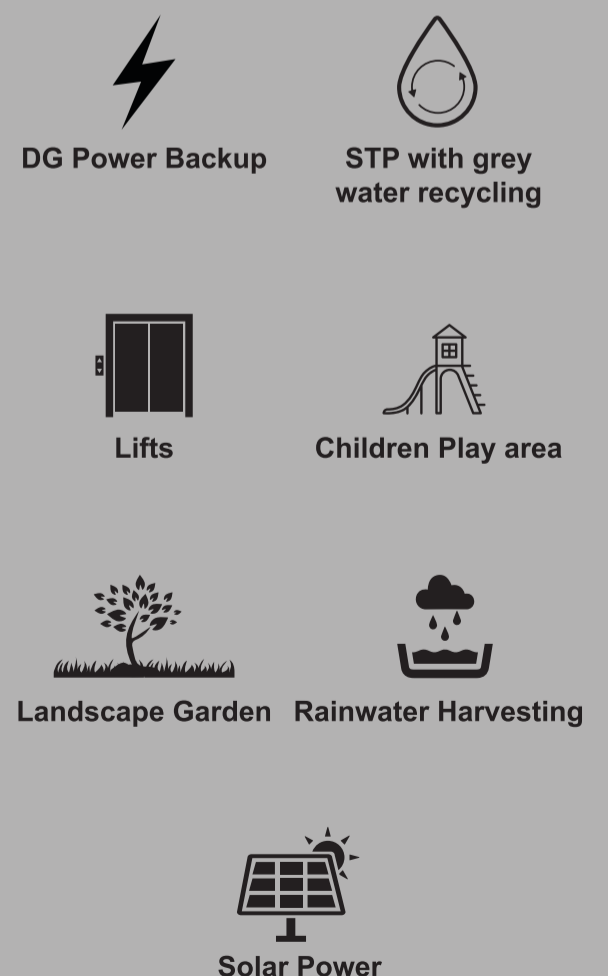 DG Power Backup
STP with grey
water recycling
Lifts
Children Play area
Landscape Garden
Rainwater Harvesting
Solar Power